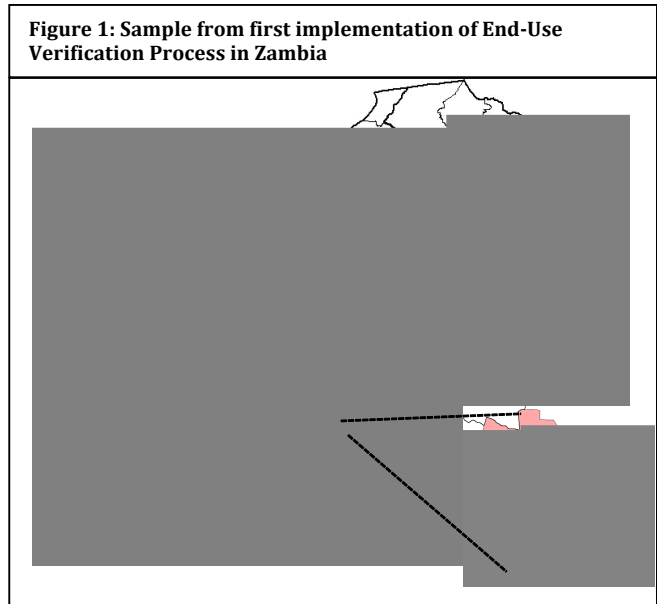 Figure 1: Sample from first implementation of End-Use
Verification Process in Zambia